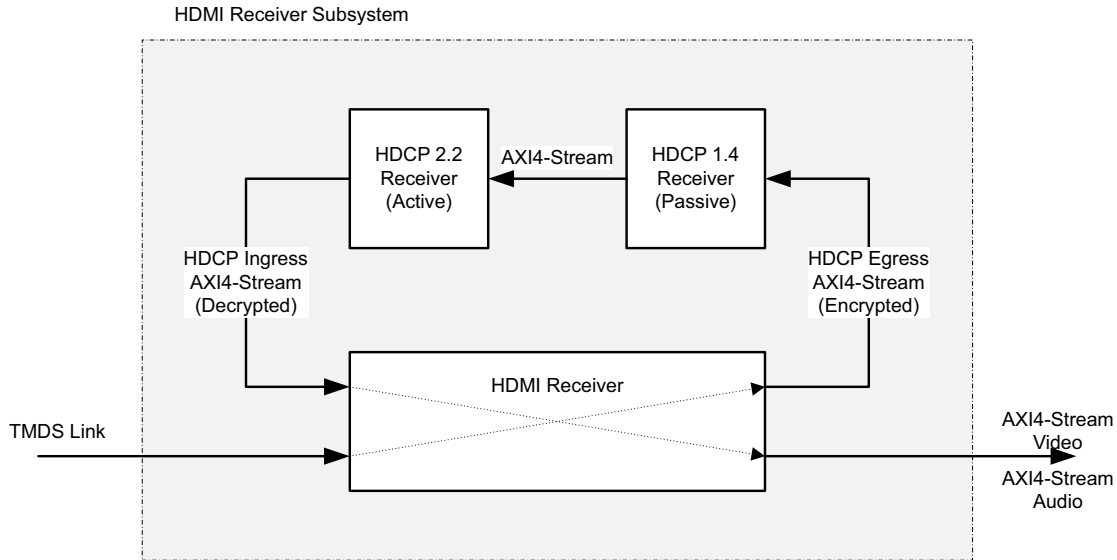 HDMI Receiver Subsystem
HDCP 2.2
Receiver
(Active)
AXI4-Stream
HDCP 1.4
Receiver
(Passive)
HDCP Ingress
AXI4-Stream
(Decrypted)
HDCP Egress
AXI4-Stream
(Encrypted)
HDMI Receiver
TMDS Link
AXI4-Stream
Video
AXI4-Stream
Audio